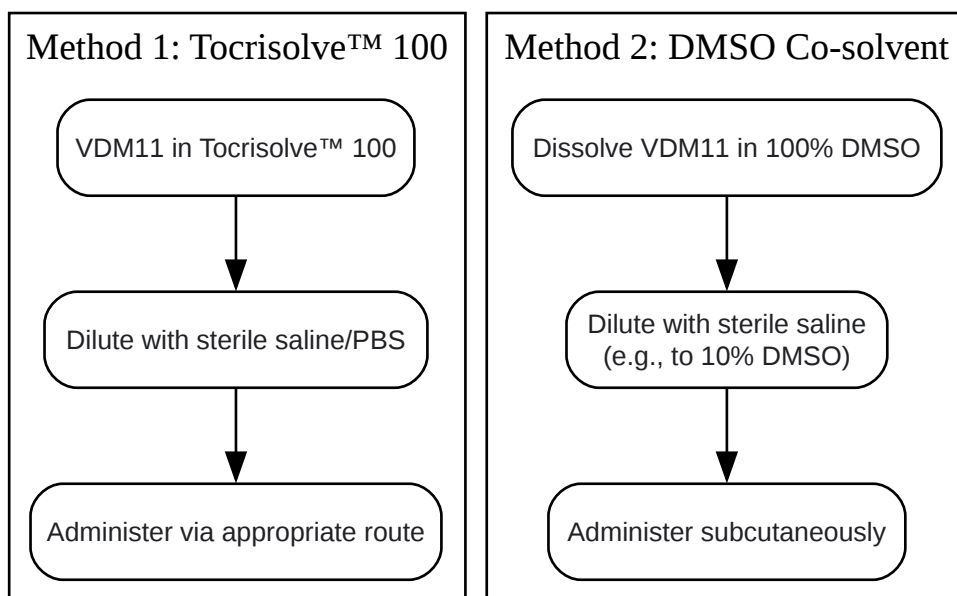 Method 1: Tocrisolve™ 100
VDM11 in Tocrisolve™ 100
Dilute with sterile saline/PBS
Administer via appropriate route
Method 2: DMSO Co-solvent
Dissolve VDM11 in 100% DMSO
Dilute with sterile saline
(e.g., to 10% DMSO)
Administer subcutaneously